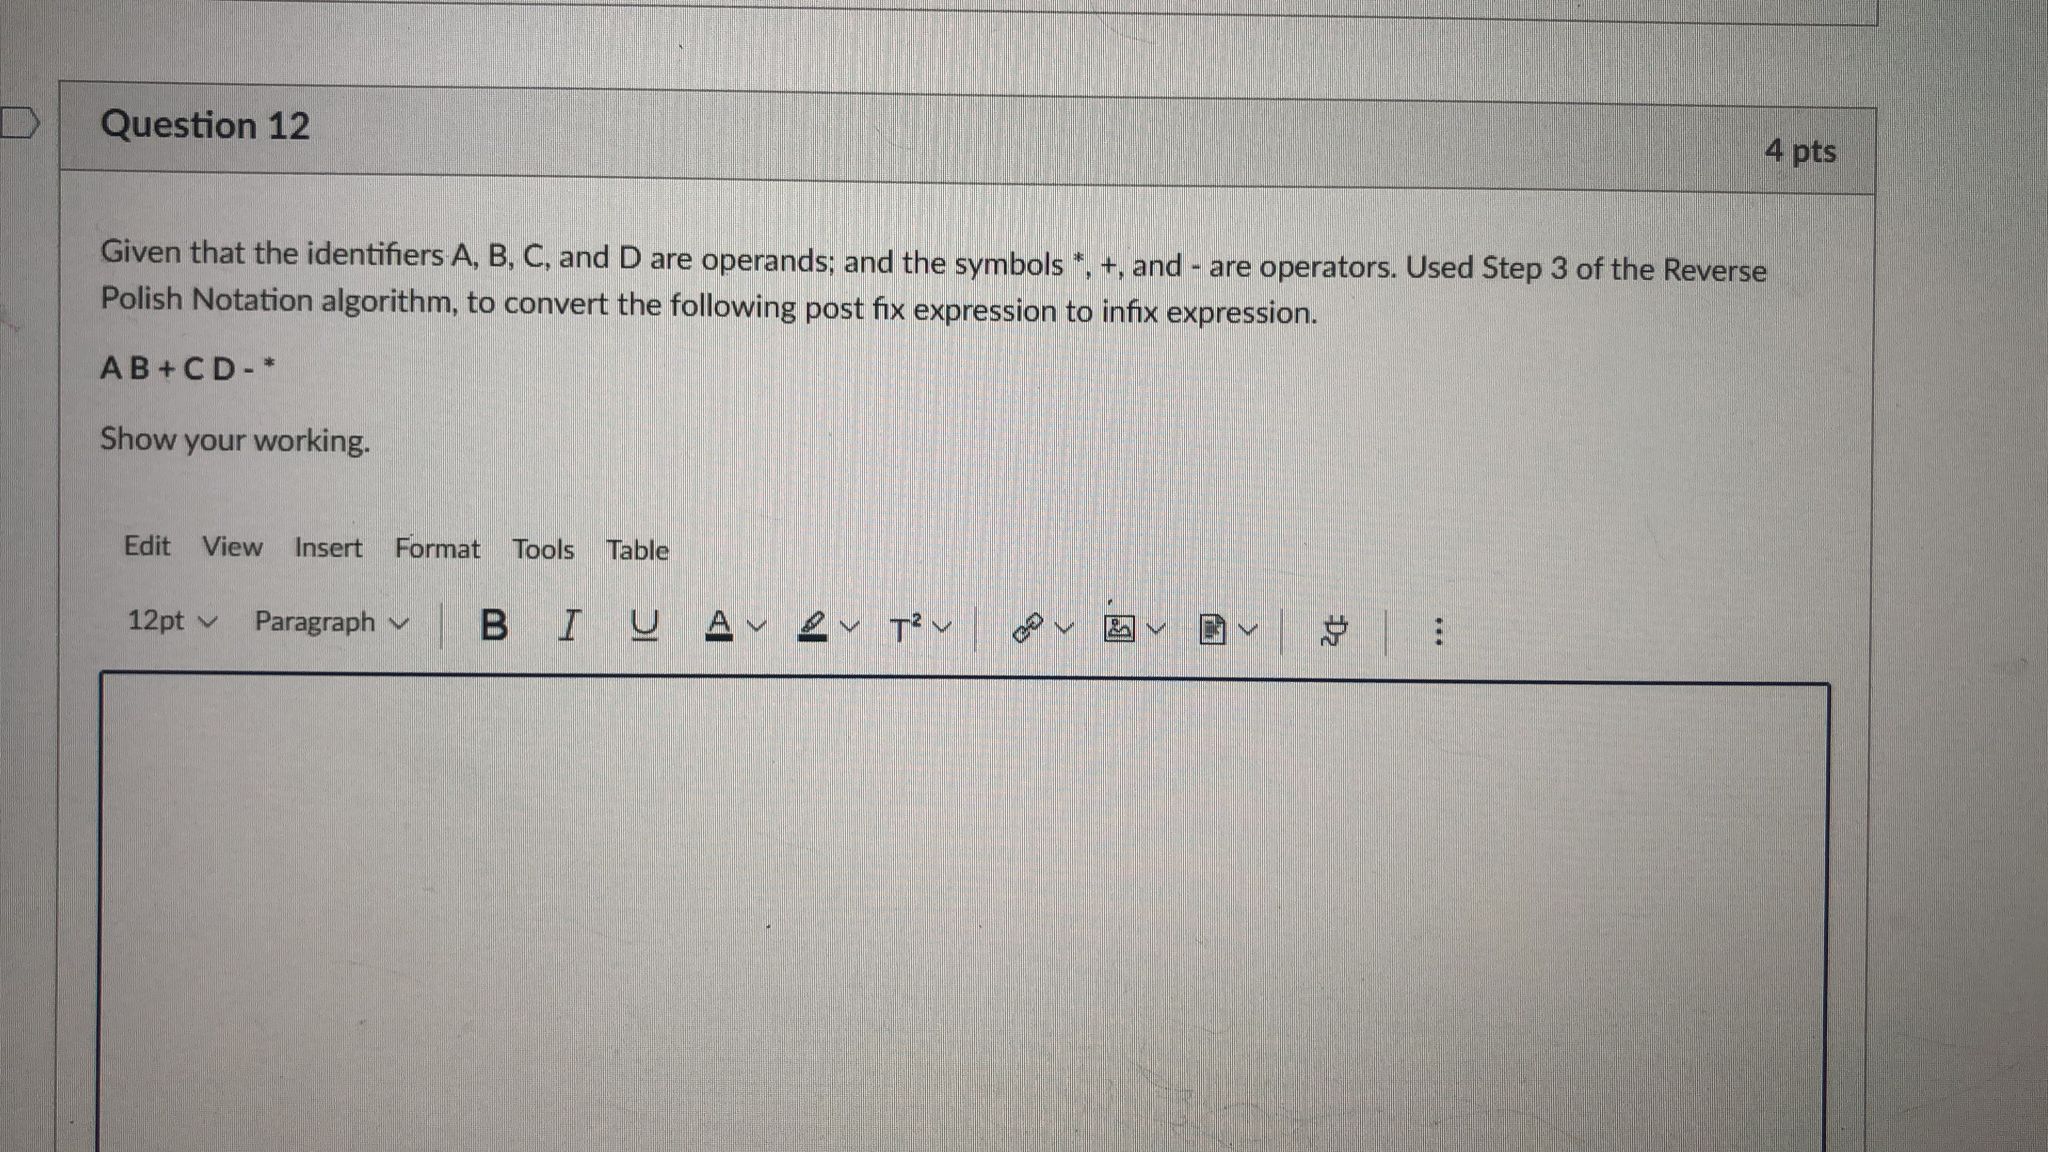 Question 12
4 pts
Given that the identifiers A, B, C, and D are operands; and the symbols *, +, and - are operators. Used Step 3 of the Reverse
Polish Notation algorithm, to convert the following post fix expression to infix expression.
A B + C D - *
Show your working.
Edit View Insert Format Tools Table
12pt Paragraph B I U A T²